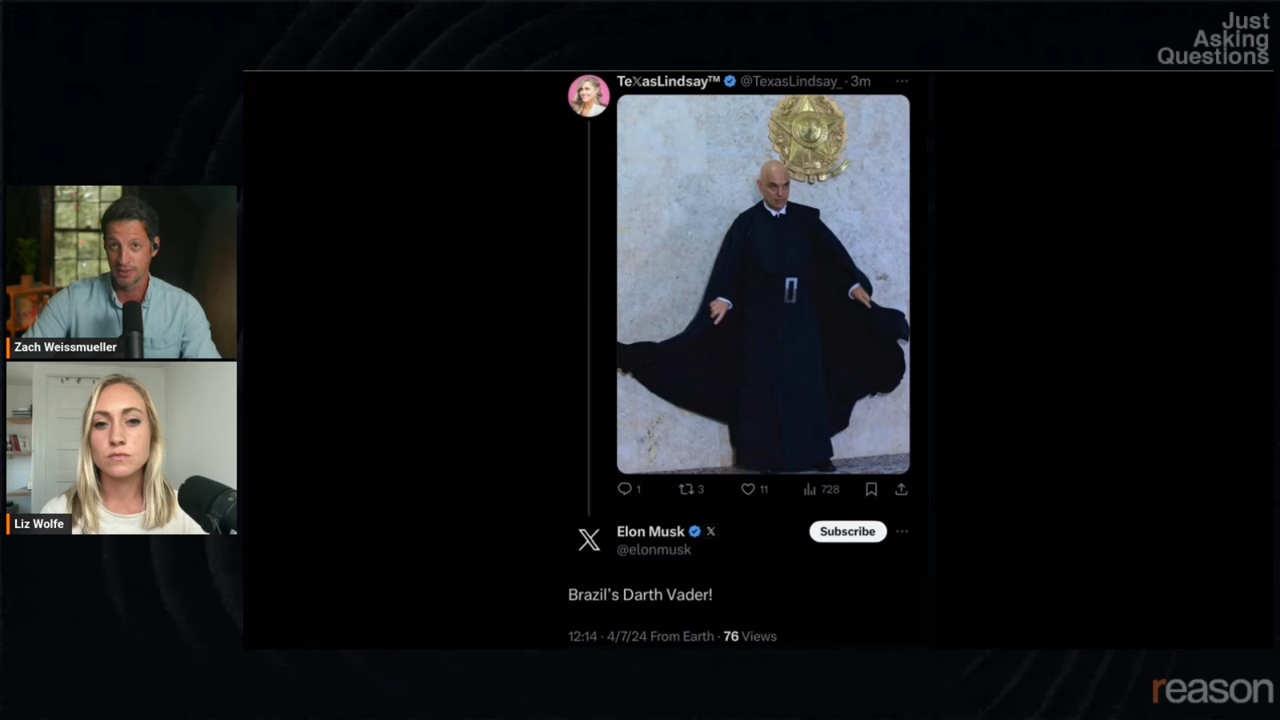 Just
Asking
Questions
TeXasLindsay™ @TexasLindsay_ · 3m
1 3 11 728
Elon Musk X
@elonmusk
Subscribe
Brazil's Darth Vader!
12:14 · 4/7/24 From Earth · 76 Views
Zach Weissmueller
Liz Wolfe
reason